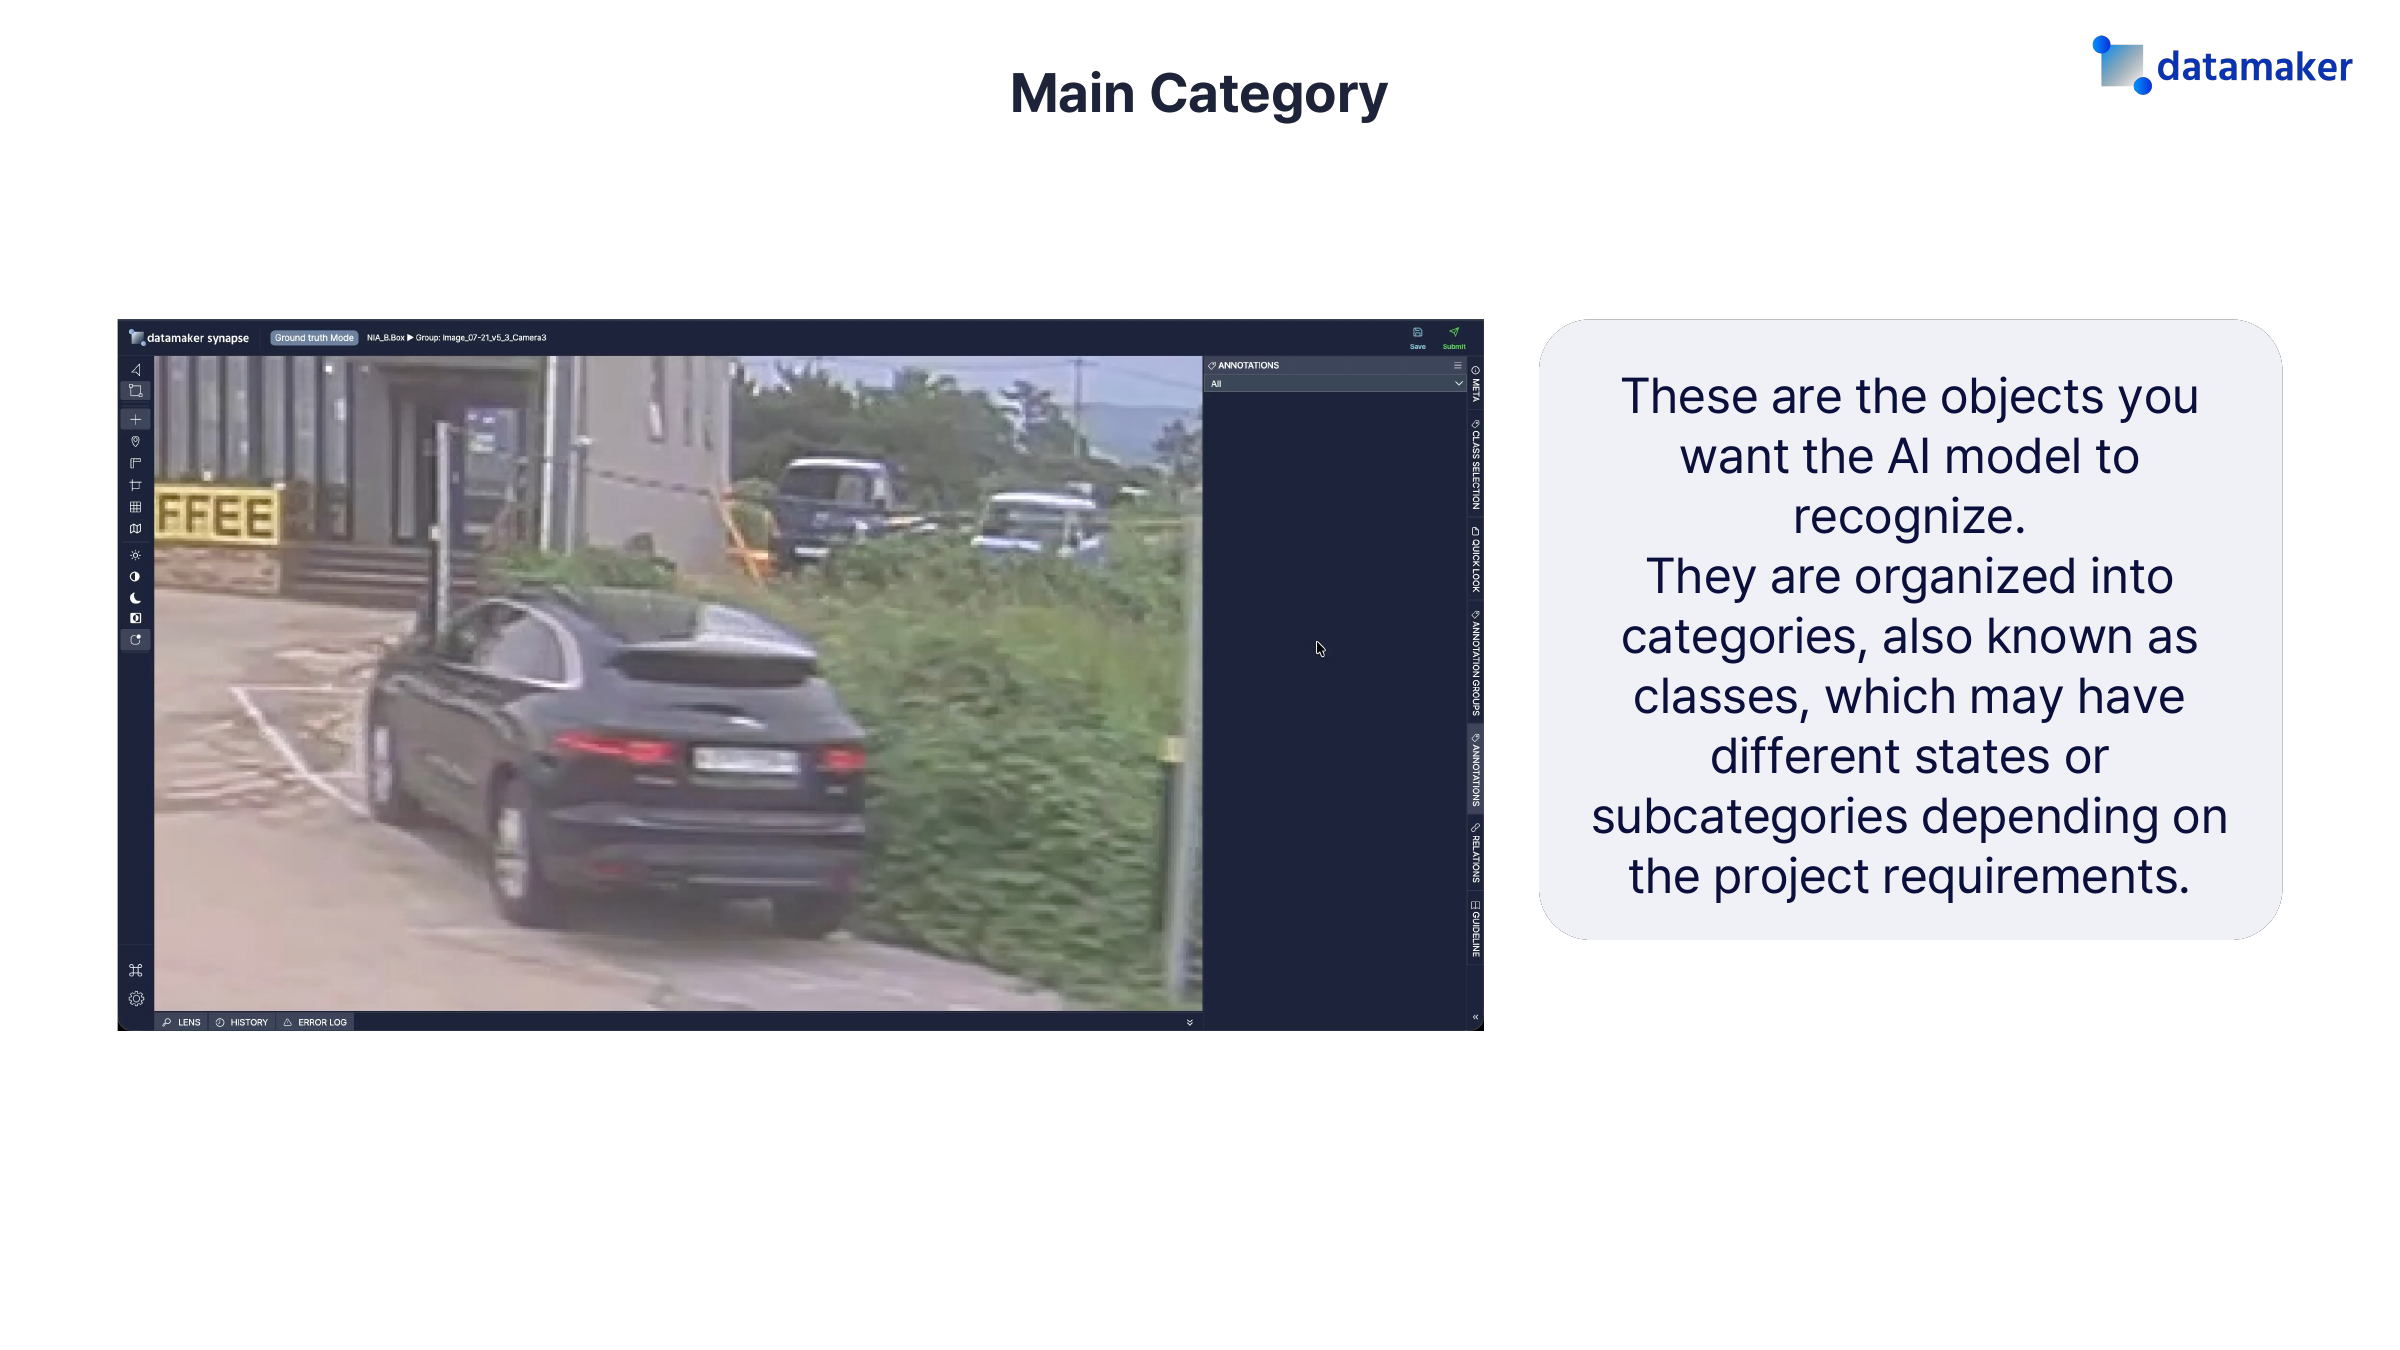 Main Category
datamaker
datamaker synapse
Ground truth Mode
NIA_B.Box ▶ Group: Image_07-21_v5_3_Camera3
Save
Submit
ANNOTATIONS
All
FFEE
META
CLASS SELECTION
QUICK LOOK
ANNOTATION GROUPS
ANNOTATIONS
RELATIONS
GUIDELINE
LENS
HISTORY
ERROR LOG
These are the objects you
want the AI model to
recognize.
They are organized into
categories, also known as
classes, which may have
different states or
subcategories depending on
the project requirements.